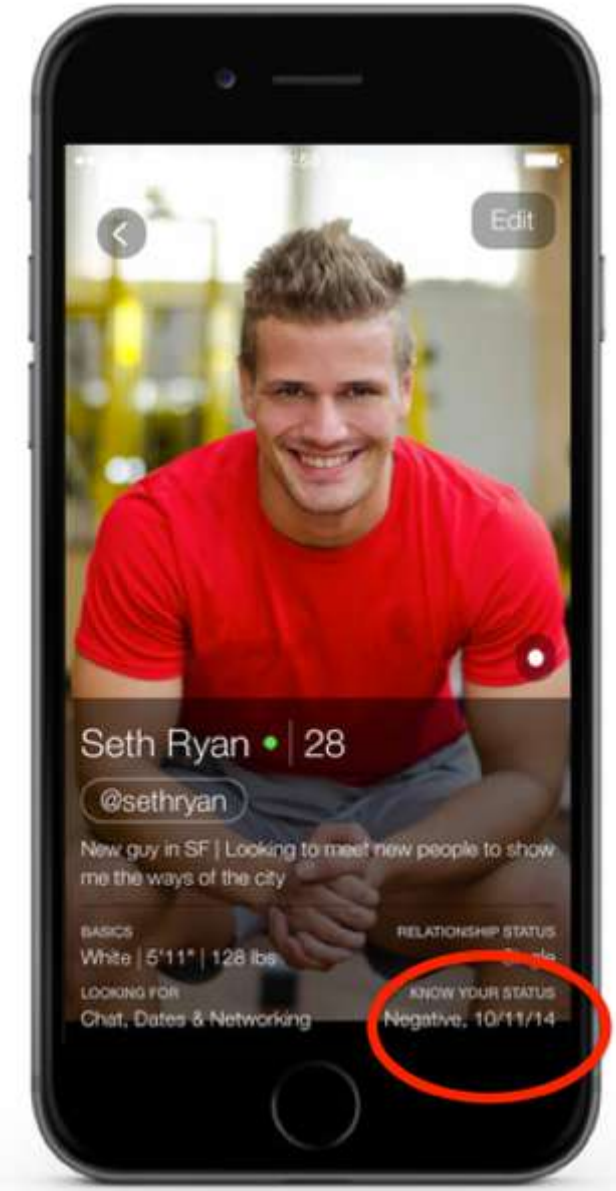 Edit
Seth Ryan • | 28
@sethryan
New guy in SF | Looking to meet new people to show
me the ways of the city
BASICS
White | 5'11" | 128 lbs
RELATIONSHIP STATUS
Single
LOOKING FOR
Chat, Dates & Networking
KNOW YOUR STATUS
Negative, 10/11/14